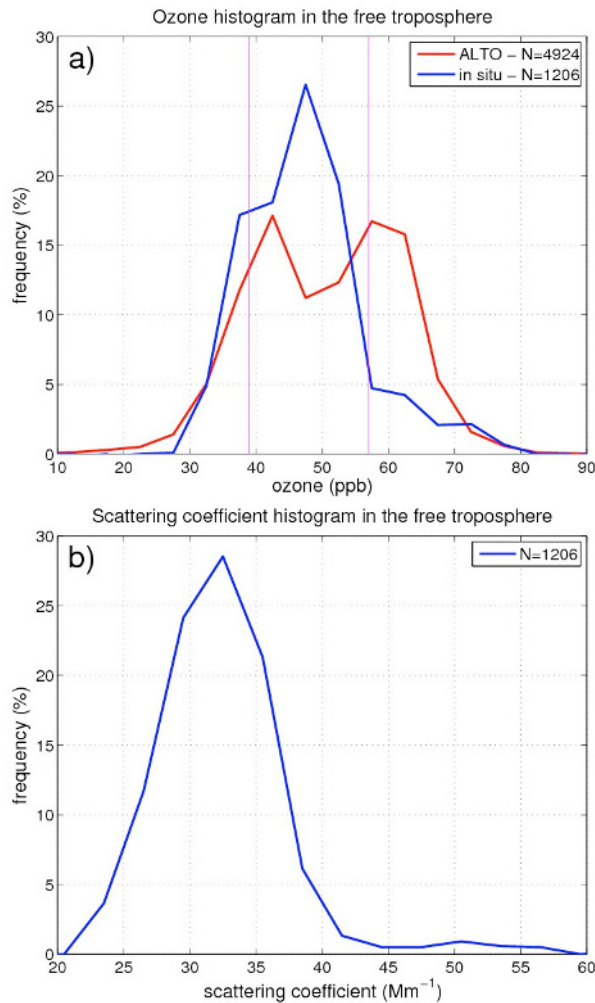 Ozone histogram in the free troposphere
a)
ALTO – N=4924
in situ – N=1206
frequency (%)
30
25
20
15
10
5
0
10 20 30 40 50 60 70 80 90
ozone (ppb)
Scattering coefficient histogram in the free troposphere
b)
N=1206
frequency (%)
30
25
20
15
10
5
0
20 25 30 35 40 45 50 55 60
scattering coefficient (Mm⁻¹)